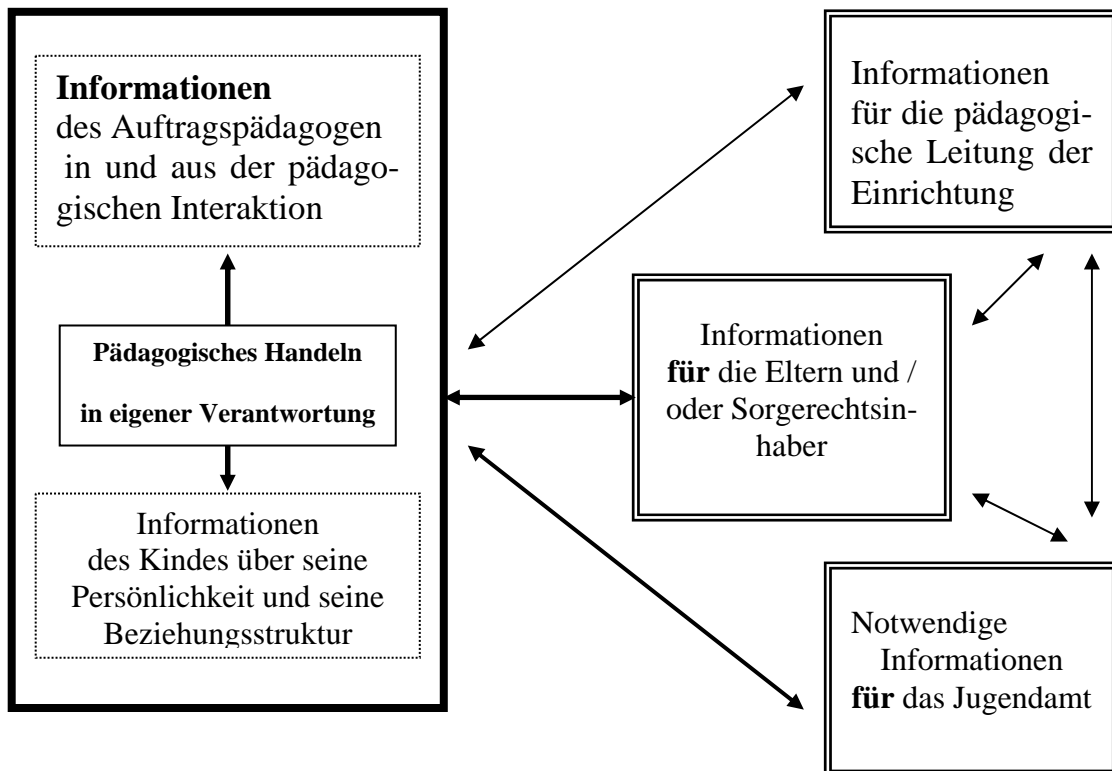 Informationen
des Auftragspädagogen
in und aus der pädago-
gischen Interaktion
Pädagogisches Handeln
in eigener Verantwortung
Informationen
des Kindes über seine
Persönlichkeit und seine
Beziehungsstruktur
Informationen
für die pädagogi-
sche Leitung der
Einrichtung
Informationen
für die Eltern und /
oder Sorgerechtsin-
haber
Notwendige
Informationen
für das Jugendamt